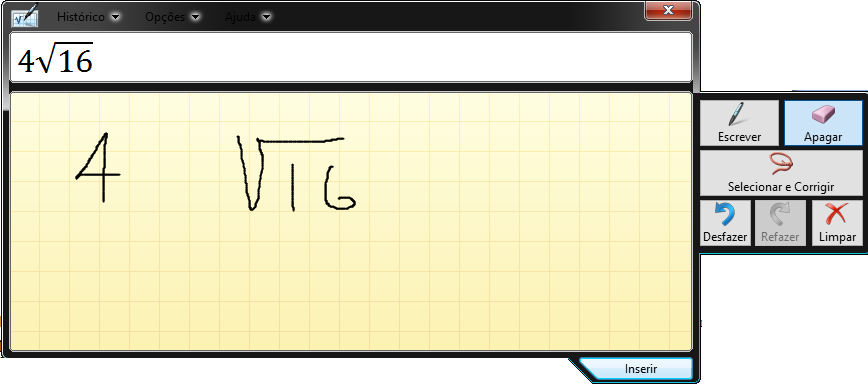 Histórico Opções Ajuda
4√16
4 √16
Escrever Apagar
Selecionar e Corrigir
Desfazer Refazer Limpar
Inserir